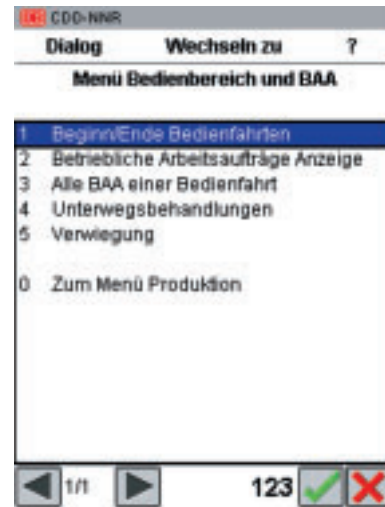 DB CDD-NNR
Dialog Wechseln zu ?
Menü Bedienbereich und BAA
1 Beginn/Ende Bedienfahrten
2 Betriebliche Arbeitsaufträge Anzeige
3 Alle BAA einer Bedienfahrt
4 Unterwegsbehandlungen
5 Verwiegung
0 Zum Menü Produktion
1/1 123